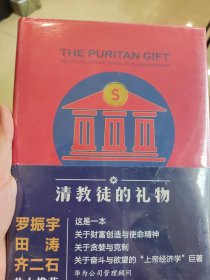 THE PURITAN GIFT
清教徒的礼物
罗振宇
田 涛
齐二石
这是一本
关于财富创造与使命精神
关于贪婪与克制
关于奋斗与欲望的“上帝经济学”巨著
华为公司管理顾问